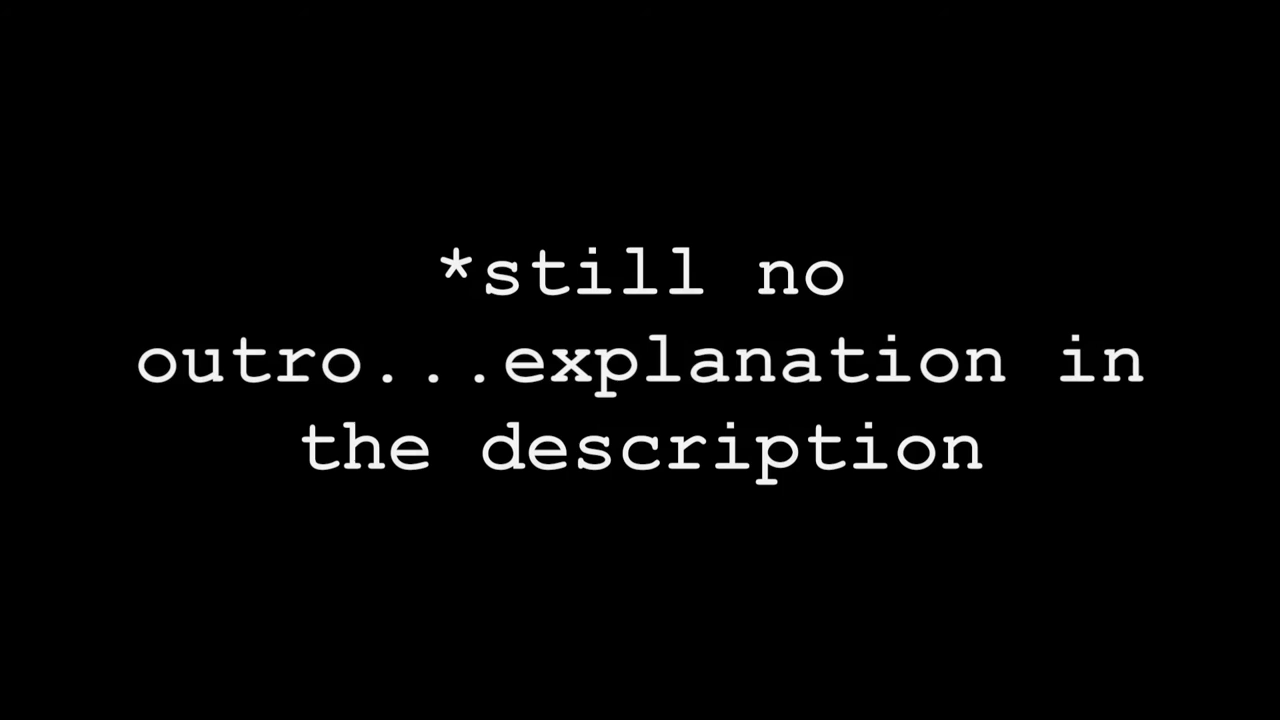 *still no
outro...explanation in
the description